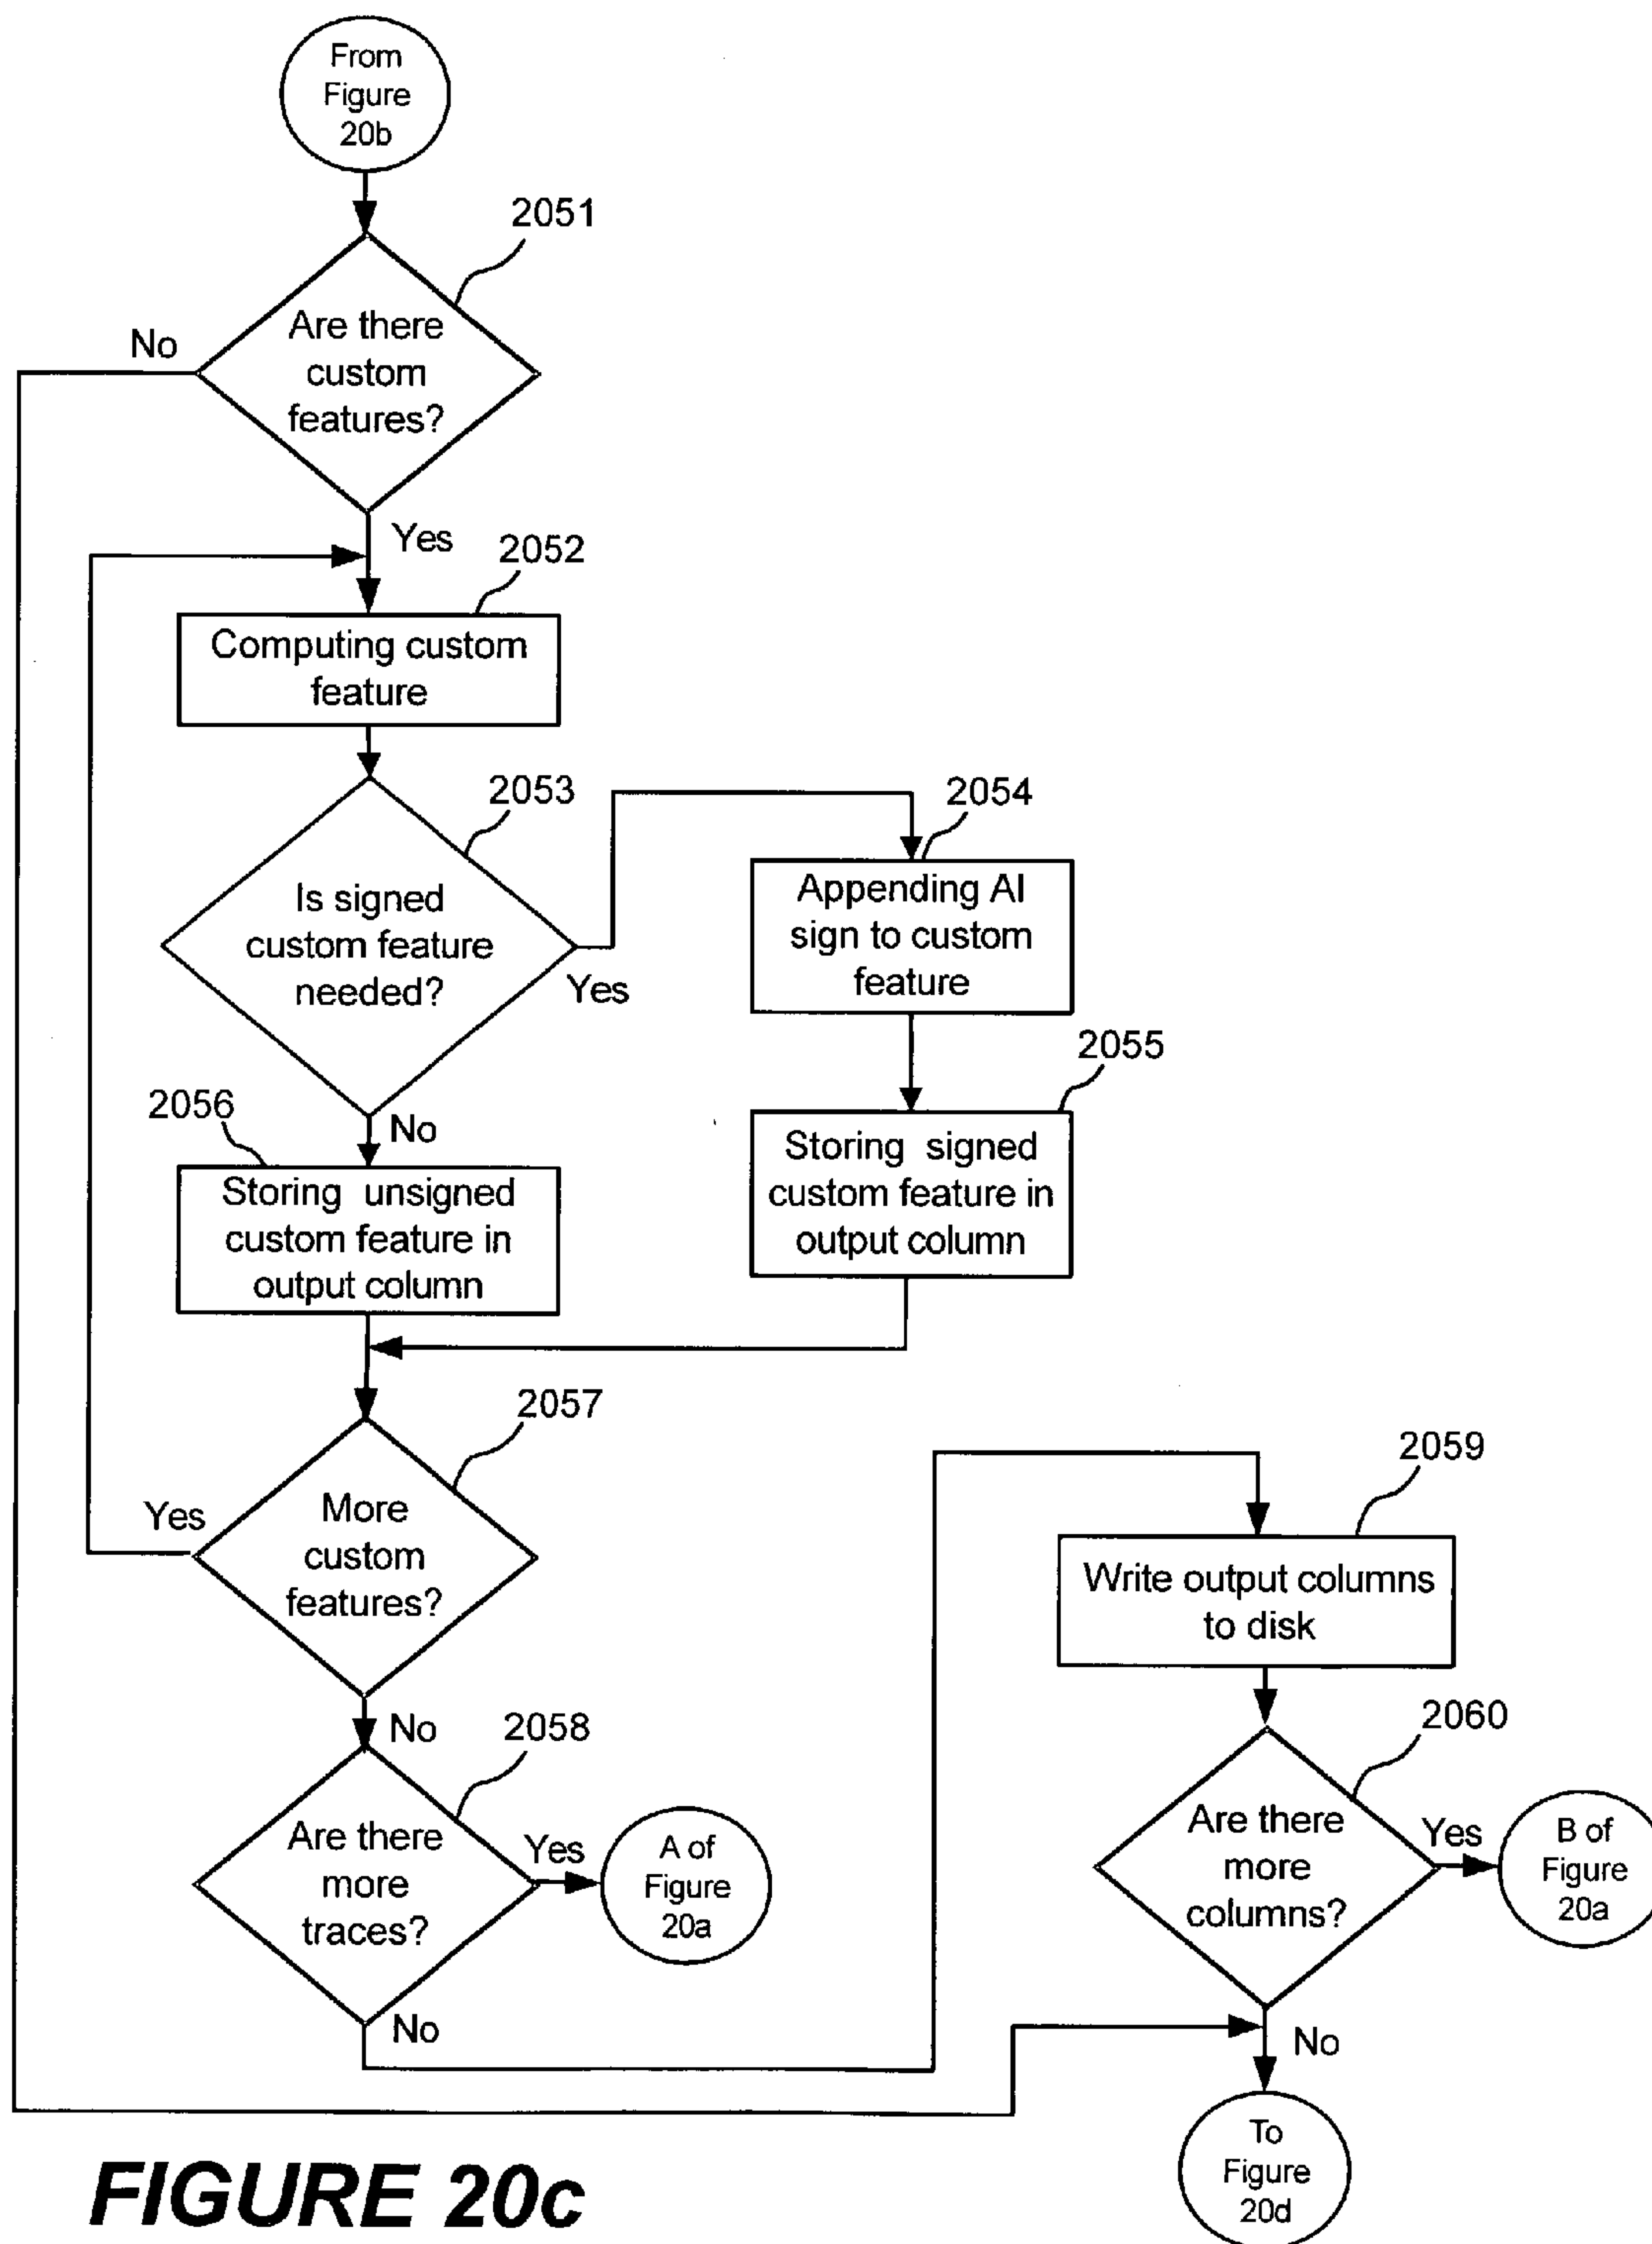 From
Figure
20b
2051
Are there
custom
features?
No
Yes
2052
Computing custom
feature
2053
Is signed
custom feature
needed?
Yes
No
2054
Appending AI
sign to custom
feature
2055
Storing signed
custom feature in
output column
2056
Storing unsigned
custom feature in
output column
2057
More
custom
features?
Yes
No
2058
Are there
more
traces?
Yes
A of
Figure
20a
No
2059
Write output columns
to disk
2060
Are there
more
columns?
Yes
B of
Figure
20a
No
To
Figure
20d
FIGURE 20c